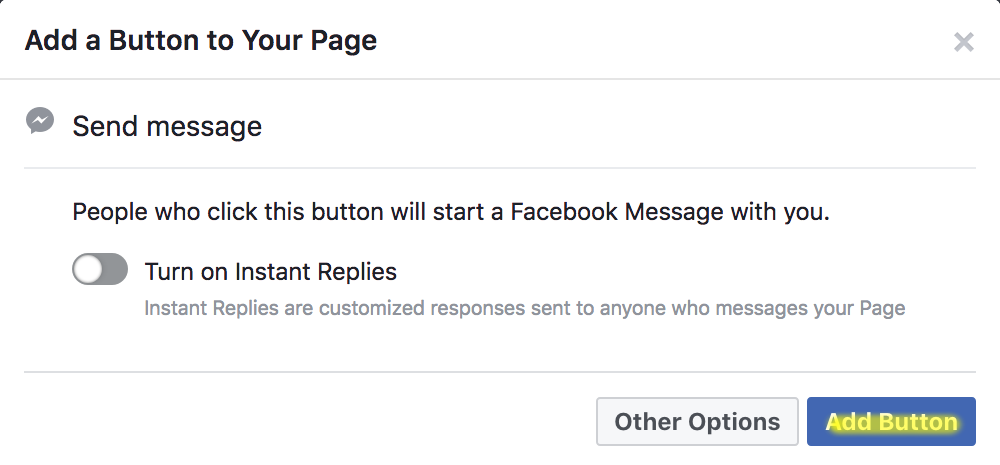 Add a Button to Your Page
Send message
People who click this button will start a Facebook Message with you.
Turn on Instant Replies
Instant Replies are customized responses sent to anyone who messages your Page
Other Options
Add Button